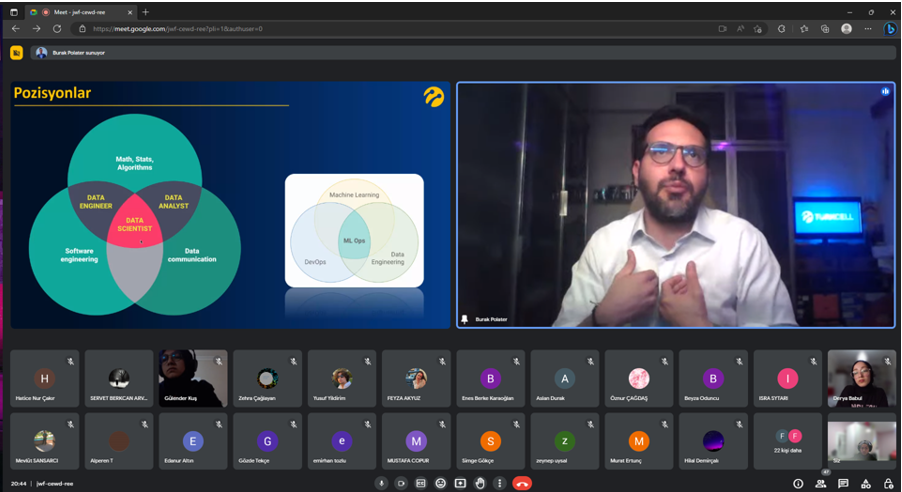 Meet - jwf-cewd-ree
https://meet.google.com/jwf-cewd-ree?pli=1&authuser=0
Burak Polater sunuyor
Pozisyonlar
Math, Stats,
Algorithms
DATA
ENGINEER
DATA
ANALYST
DATA
SCIENTIST
Software
engineering
Data
communication
Machine Learning
ML Ops
DevOps
Data
Engineering
TURKCELL
Burak Polater
H
Hatice Nur Çakır
SERVET BERKCAN ARV...
Gülender Kuş
Zehra Çağlayan
Yusuf Yıldırım
FEYZA AKYUZ
B
Enes Berke Karaoğlan
A
Aslan Durak
Öznur ÇAĞDAŞ
B
Beyza Oduncu
I
ISRA SYTARI
Derya Babul
Mevlüt SANSARCI
Alperen T
E
Edanur Altın
G
Gözde Tekçe
e
emirhan tozlu
M
MUSTAFA COPUR
S
Simge Gökçe
z
zeynep uysal
M
Murat Ertunç
Hilal Demirçak
F
F
22 kişi daha
Siz
20:44 | jwf-cewd-ree
47